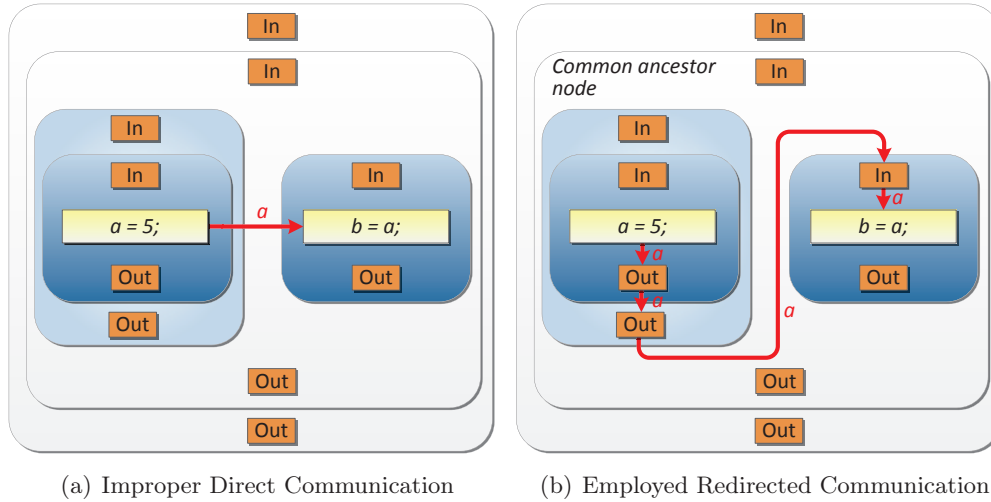 In
In
In
In
In
a = 5;
a
b = a;
Out
Out
Out
Out
Out
(a) Improper Direct Communication
In
Common ancestor
node
In
In
In
In
a
a = 5;
b = a;
a
Out
Out
a
Out
a
Out
Out
(b) Employed Redirected Communication